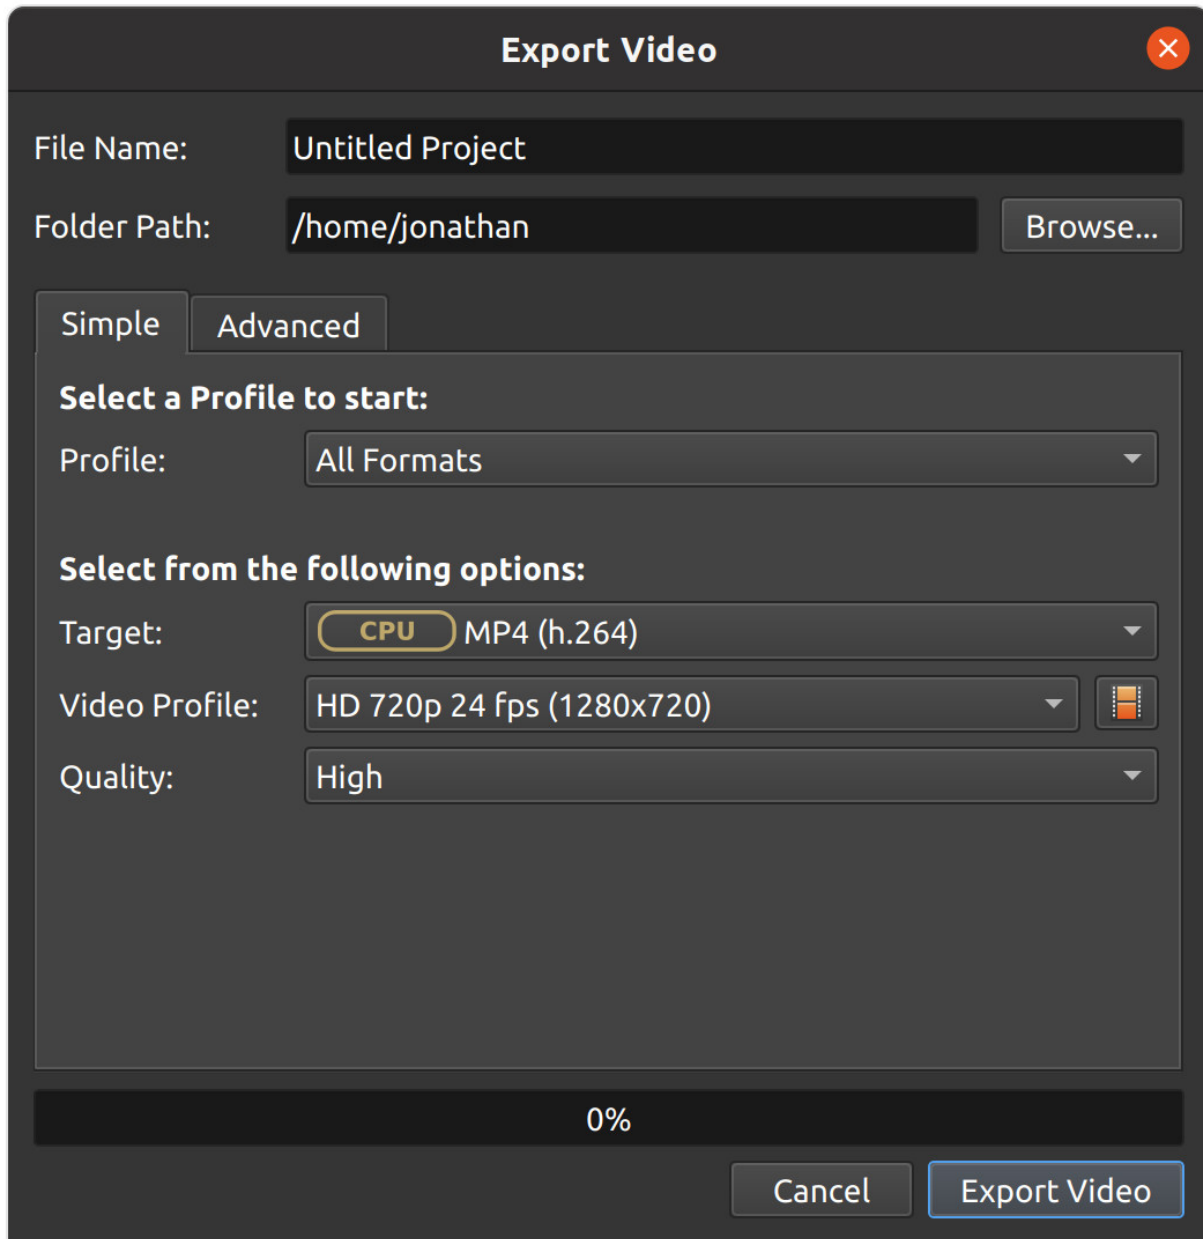 Export Video
File Name: Untitled Project
Folder Path: /home/jonathan Browse...
Simple Advanced
Select a Profile to start:
Profile: All Formats
Select from the following options:
Target: CPU MP4 (h.264)
Video Profile: HD 720p 24 fps (1280x720)
Quality: High
0%
Cancel Export Video